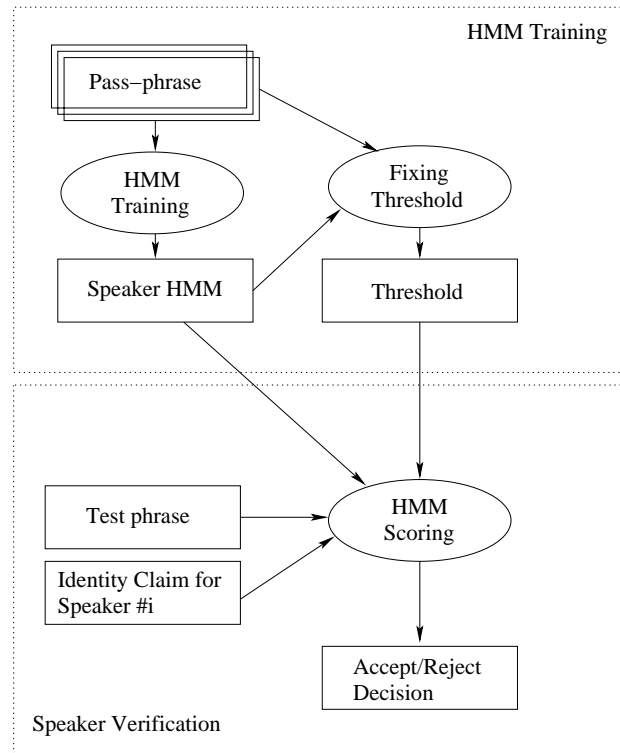 HMM Training
Pass−phrase
HMM
Training
Fixing
Threshold
Speaker HMM
Threshold
Test phrase
HMM
Scoring
Identity Claim for
Speaker #i
Accept/Reject
Decision
Speaker Verification